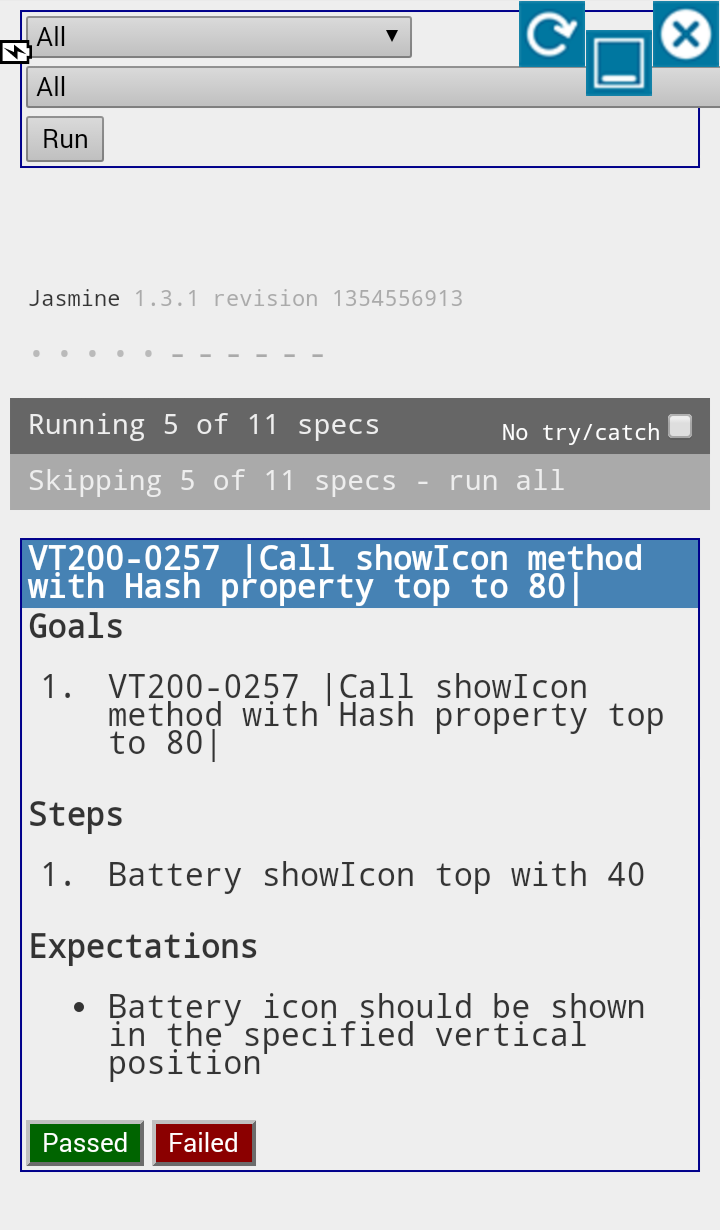 All ▼
All
Run
Jasmine 1.3.1 revision 1354556913
• • • • • - - - - - -
Running 5 of 11 specs No try/catch
Skipping 5 of 11 specs - run all
VT200-0257 |Call showIcon method
with Hash property top to 80|
Goals
1. VT200-0257 |Call showIcon
method with Hash property top
to 80|
Steps
1. Battery showIcon top with 40
Expectations
• Battery icon should be shown
in the specified vertical
position
Passed Failed